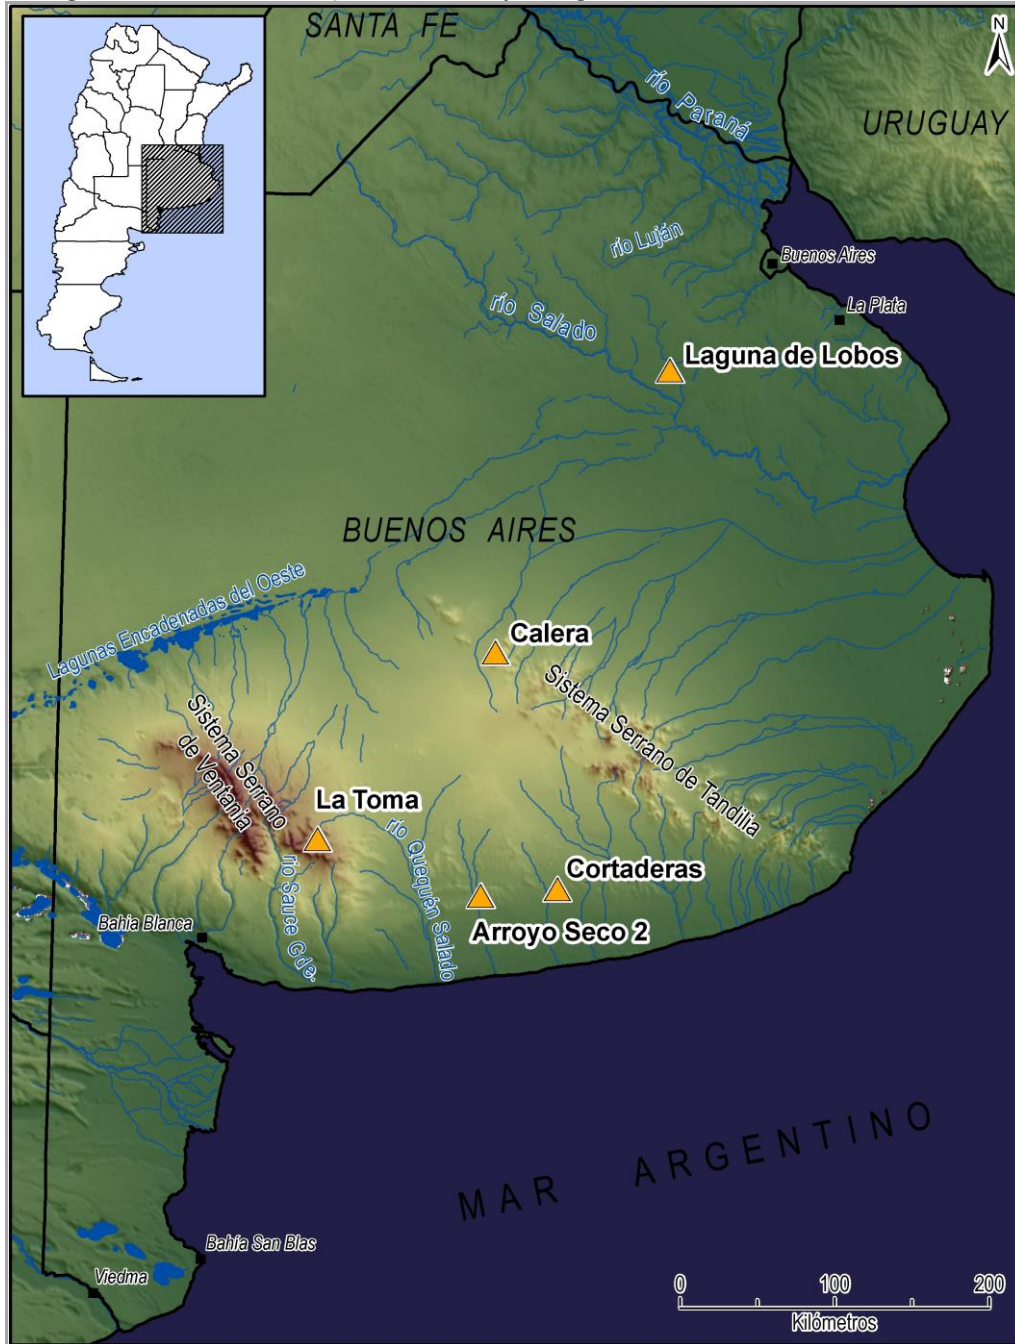 SANTA FE
N
río Paraná
URUGUAY
río Luján
Buenos Aires
río Salado
La Plata
Laguna de Lobos
BUENOS AIRES
Lagunas Encadenadas del Oeste
Calera
Sistema Serrano de Tandilia
Sistema Serrano
de Ventania
La Toma
río Quequén Salado
Cortaderas
río Sauce Gde.
Arroyo Seco 2
Bahia Blanca
MAR ARGENTINO
Bahía San Blas
Viedma
0 100 200
Kilómetros